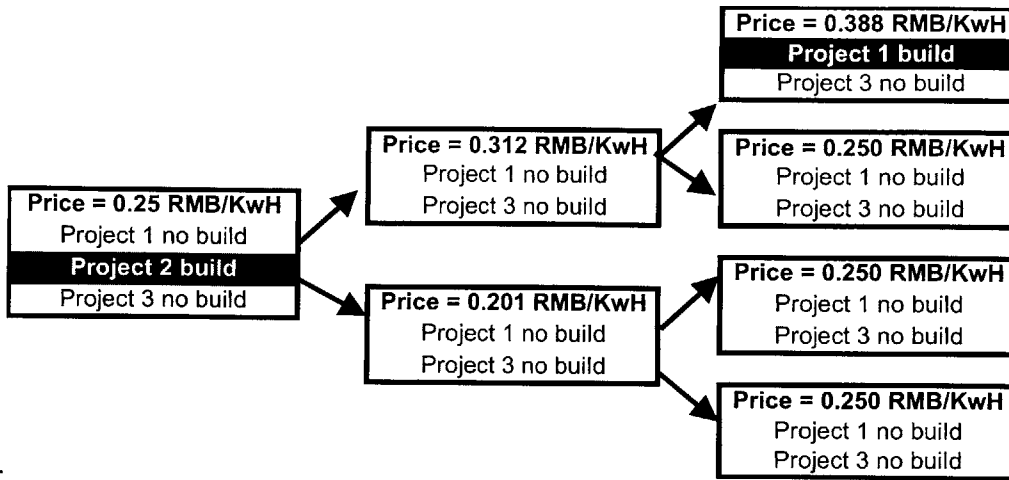 Price = 0.25 RMB/KwH
Project 1 no build
Project 2 build
Project 3 no build
Price = 0.312 RMB/KwH
Project 1 no build
Project 3 no build
Price = 0.201 RMB/KwH
Project 1 no build
Project 3 no build
Price = 0.388 RMB/KwH
Project 1 build
Project 3 no build
Price = 0.250 RMB/KwH
Project 1 no build
Project 3 no build
Price = 0.250 RMB/KwH
Project 1 no build
Project 3 no build
Price = 0.250 RMB/KwH
Project 1 no build
Project 3 no build